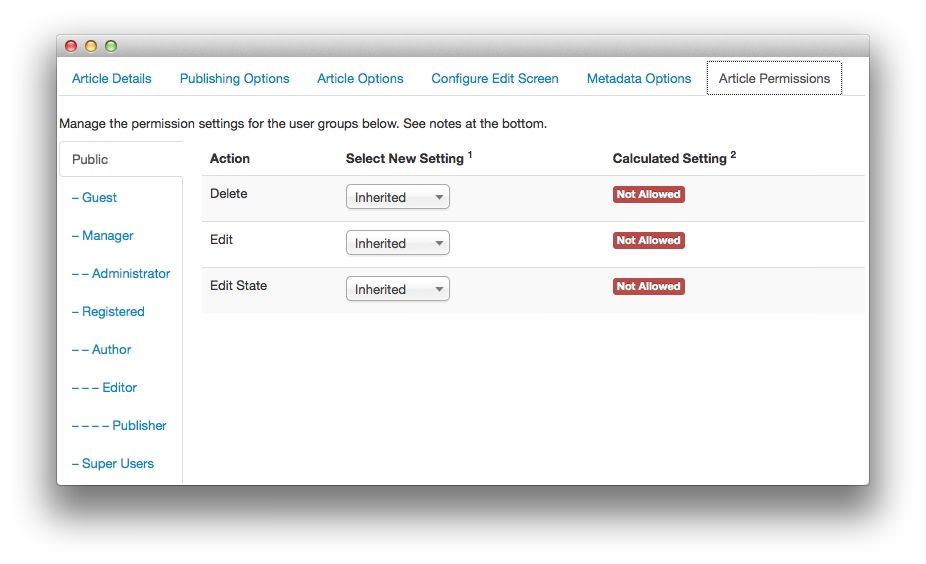 Article Details Publishing Options Article Options Configure Edit Screen Metadata Options Article Permissions
Manage the permission settings for the user groups below. See notes at the bottom.
Public
– Guest
– Manager
– – Administrator
– Registered
– – Author
– – – Editor
– – – – Publisher
– Super Users
Action Select New Setting 1 Calculated Setting 2
Delete Inherited Not Allowed
Edit Inherited Not Allowed
Edit State Inherited Not Allowed